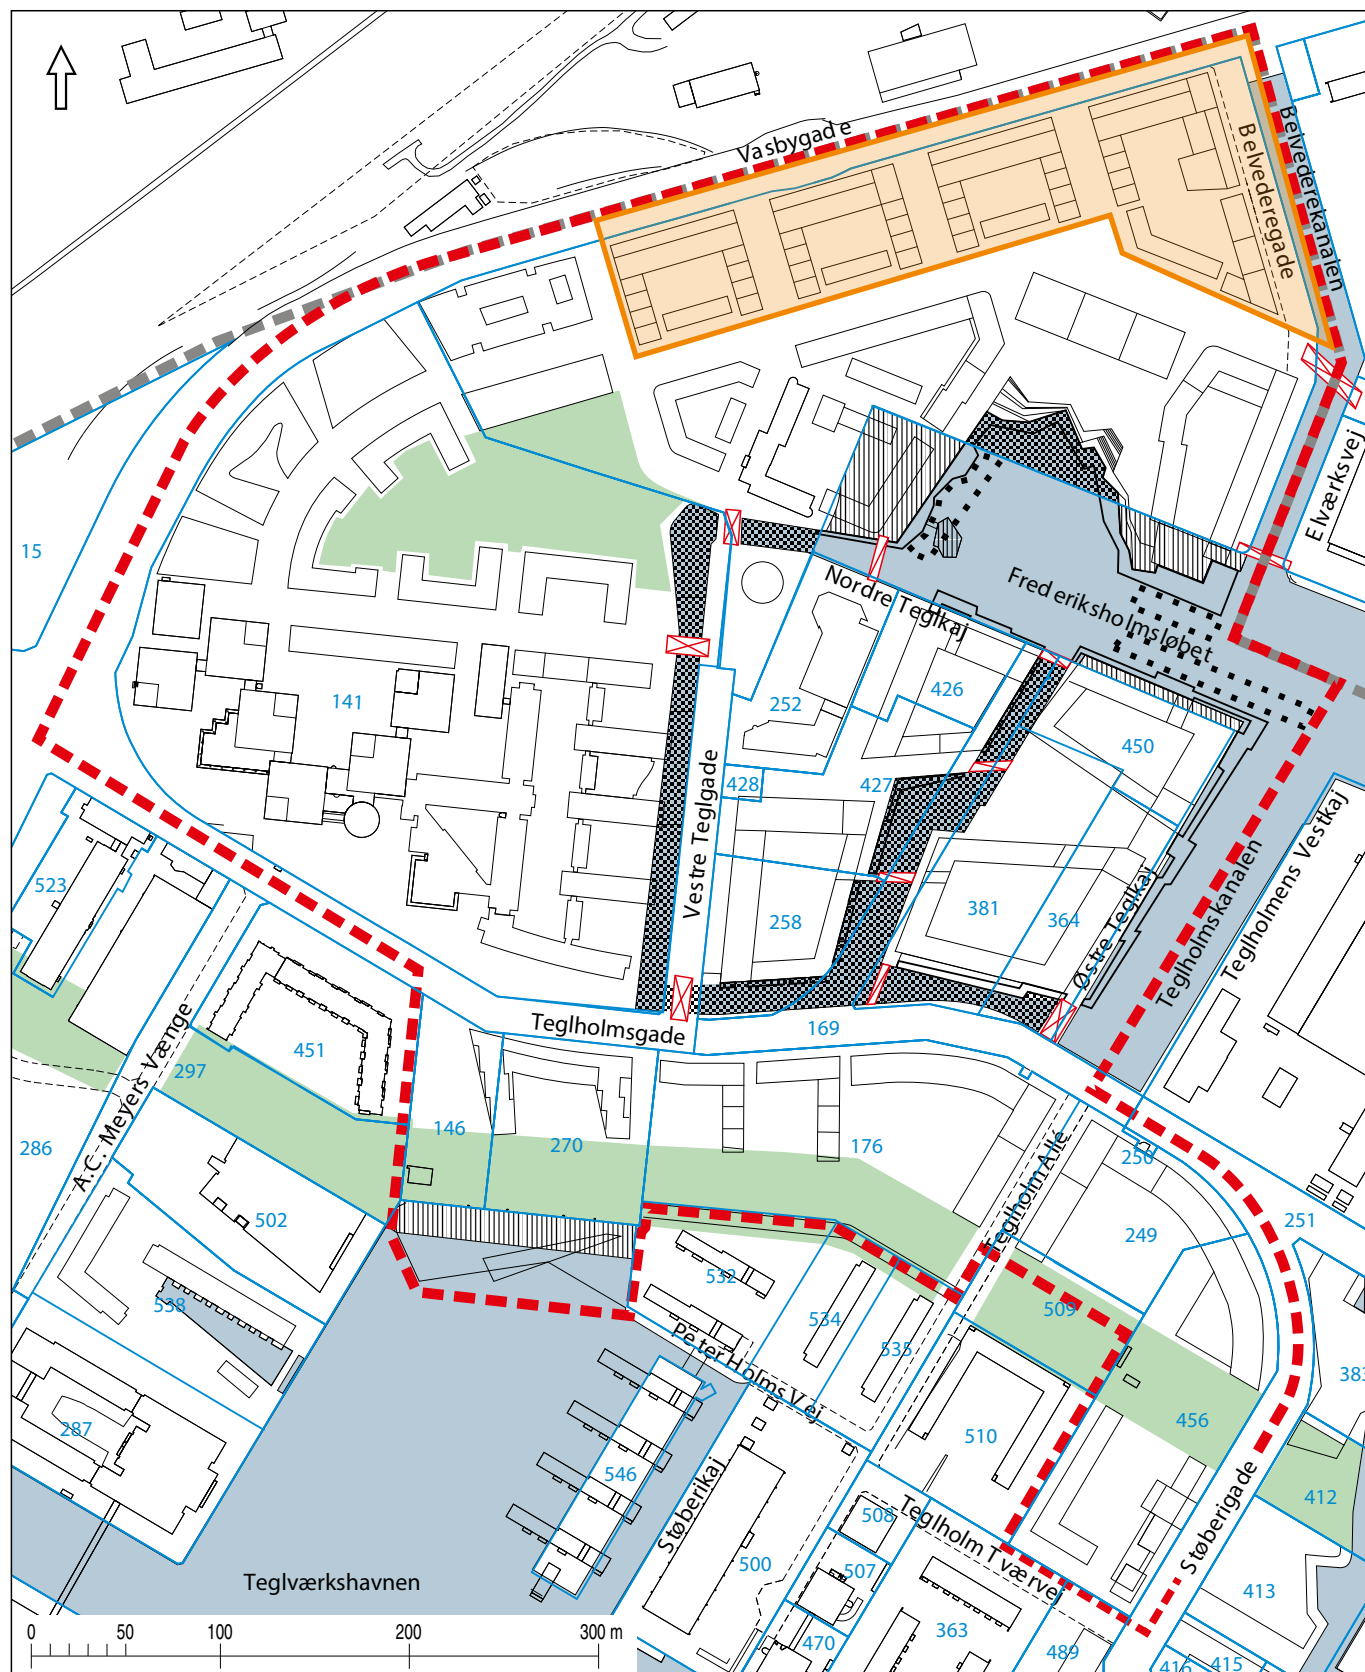 Vasbygade
Belvederekanalen
Belvederegade
Elværksvej
15
Nordre Teglkaj
Frederiksholmsløbet
141
252
426
450
428
427
Vestre Teglgade
Teglholmens Vestkaj
Teglholmskanalen
523
258
381
364
Østre Teglkaj
Teglholmsgade
169
451
297
A.C. Meyers Vænge
286
146
270
176
Teglholm Allé
250
249
251
502
532
509
538
534
535
Peter Holms Vej
383
287
510
456
546
Støberikaj
508
Teglholm Tværvej
Støberigade
412
500
507
Teglværkshavnen
413
470
363
489
416
415
0 50 100 200 300 m